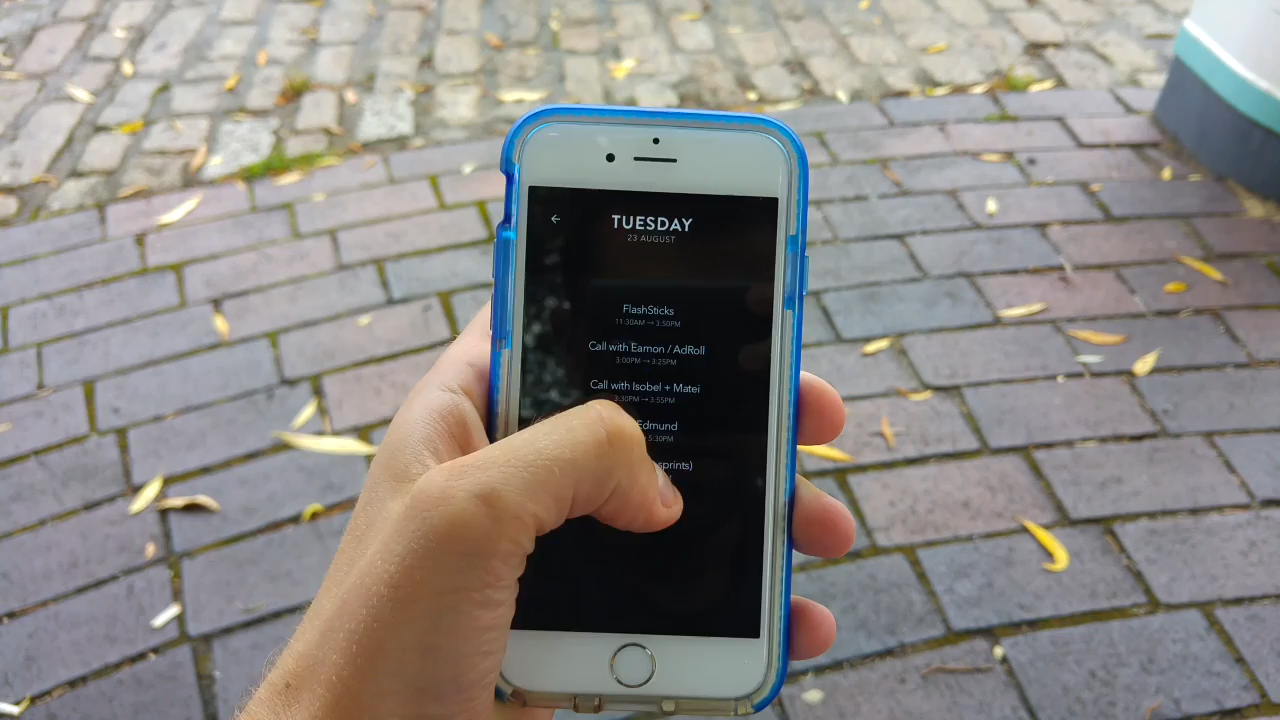 TUESDAY
23 AUGUST
FlashSticks
11:30AM → 3:50PM
Call with Eamon / AdRoll
3:00PM → 3:25PM
Call with Isobel + Matei
3:30PM → 3:55PM
Edmund
5:30PM
sprints)